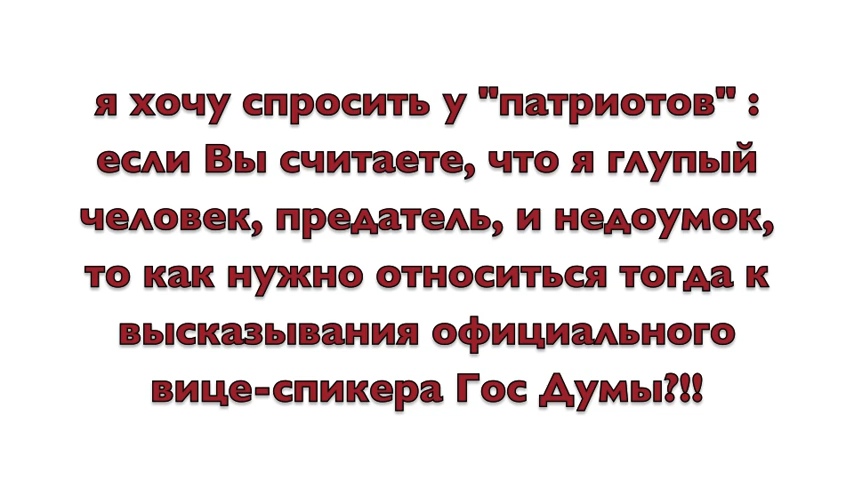 я хочу спросить у "патриотов" :
если Вы считаете, что я глупый
человек, предатель, и недоумок,
то как нужно относиться тогда к
высказывания официального
вице-спикера Гос Думы?!!